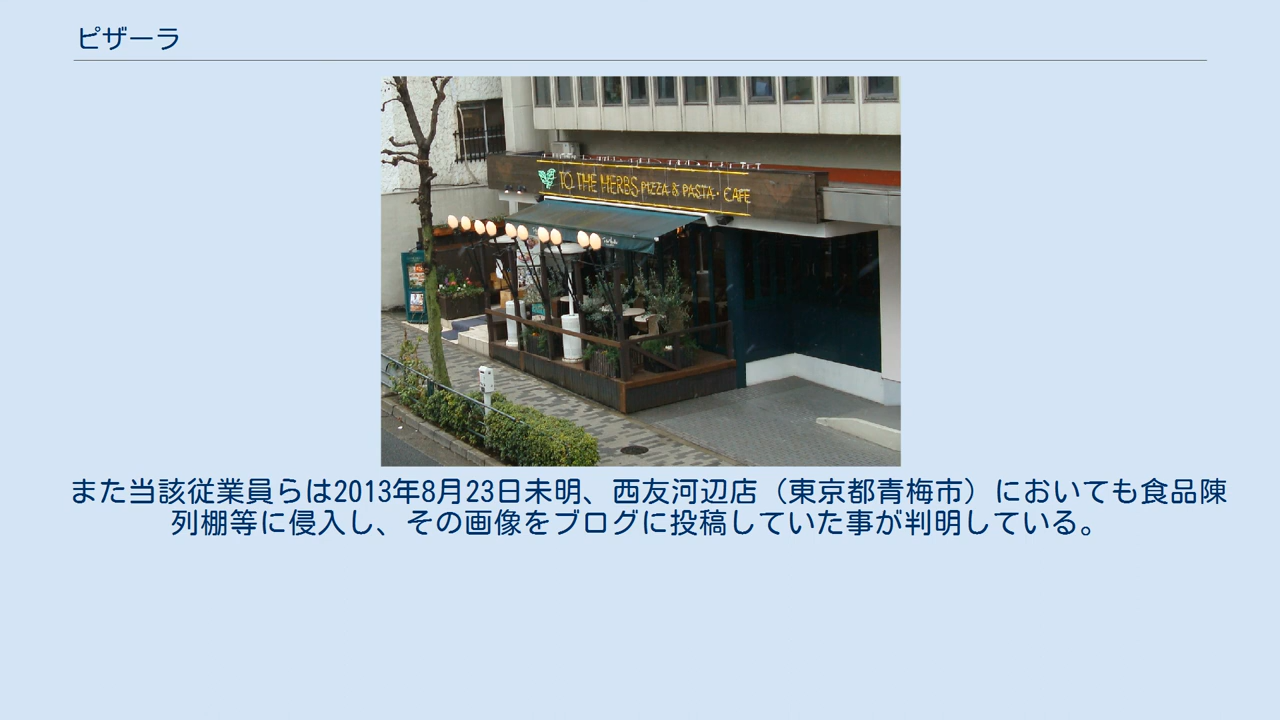 ピザーラ
TO THE HERBS PIZZA & PASTA・CAFE
また当該従業員らは2013年8月23日未明、西友河辺店（東京都青梅市）においても食品陳
列棚等に侵入し、その画像をブログに投稿していた事が判明している。